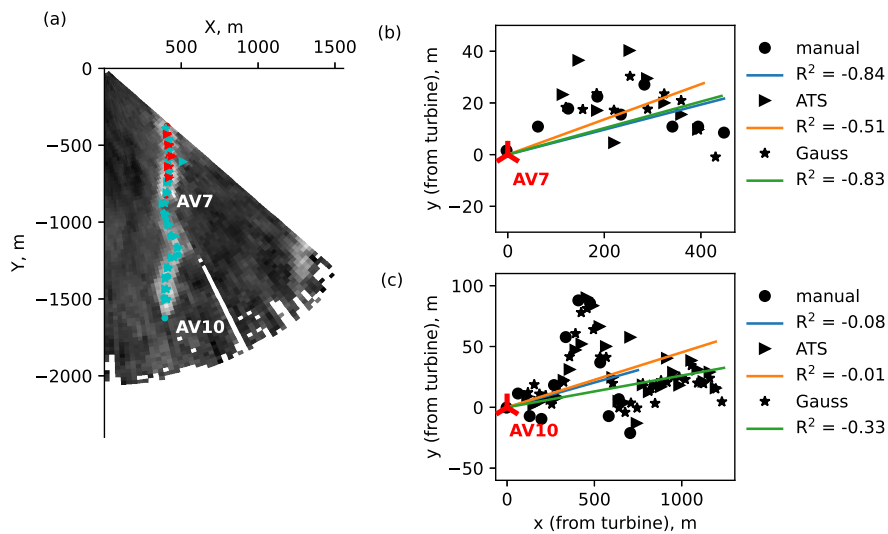 (a)
X, m
500
1000
1500
0
−500
−1000
−1500
−2000
Y, m
AV7
AV10
(b)
40
20
0
−20
y (from turbine), m
0
200
400
AV7
manual
R² = -0.84
ATS
R² = -0.51
Gauss
R² = -0.83
(c)
100
50
0
−50
y (from turbine), m
0
500
1000
x (from turbine), m
AV10
manual
R² = -0.08
ATS
R² = -0.01
Gauss
R² = -0.33